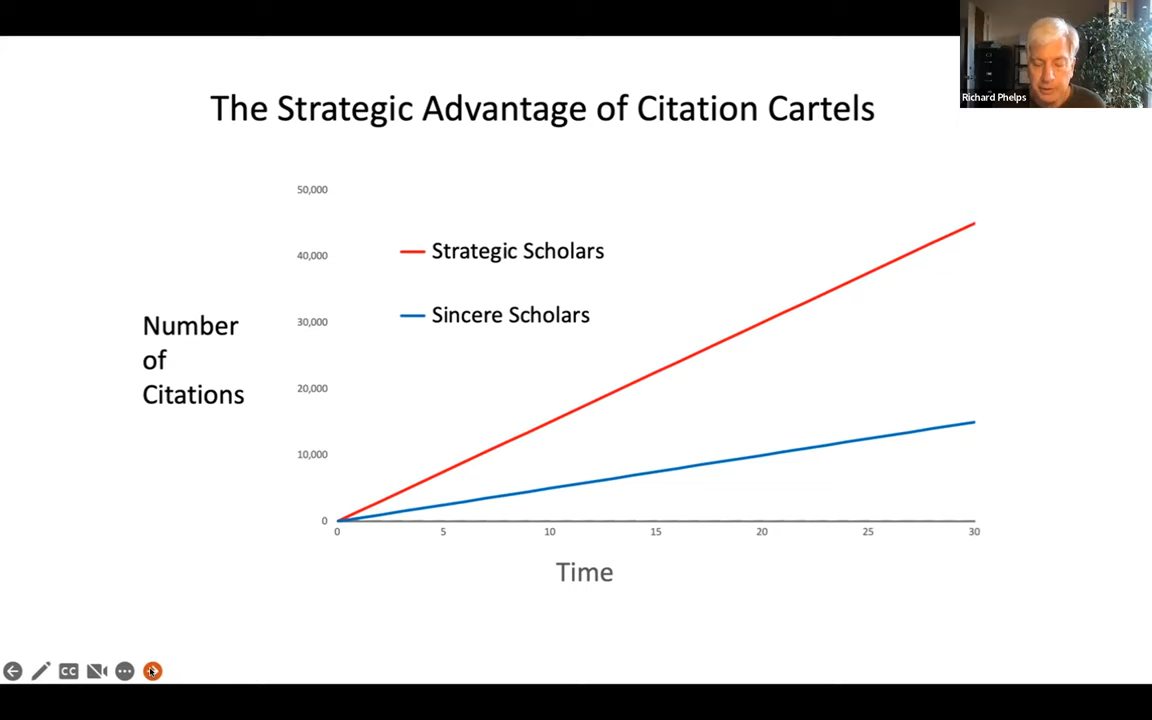 Richard Phelps
The Strategic Advantage of Citation Cartels
50,000
Strategic Scholars
40,000
Sincere Scholars
30,000
Number
of
Citations
20,000
10,000
0
0 5 10 15 20 25 30
Time
CC